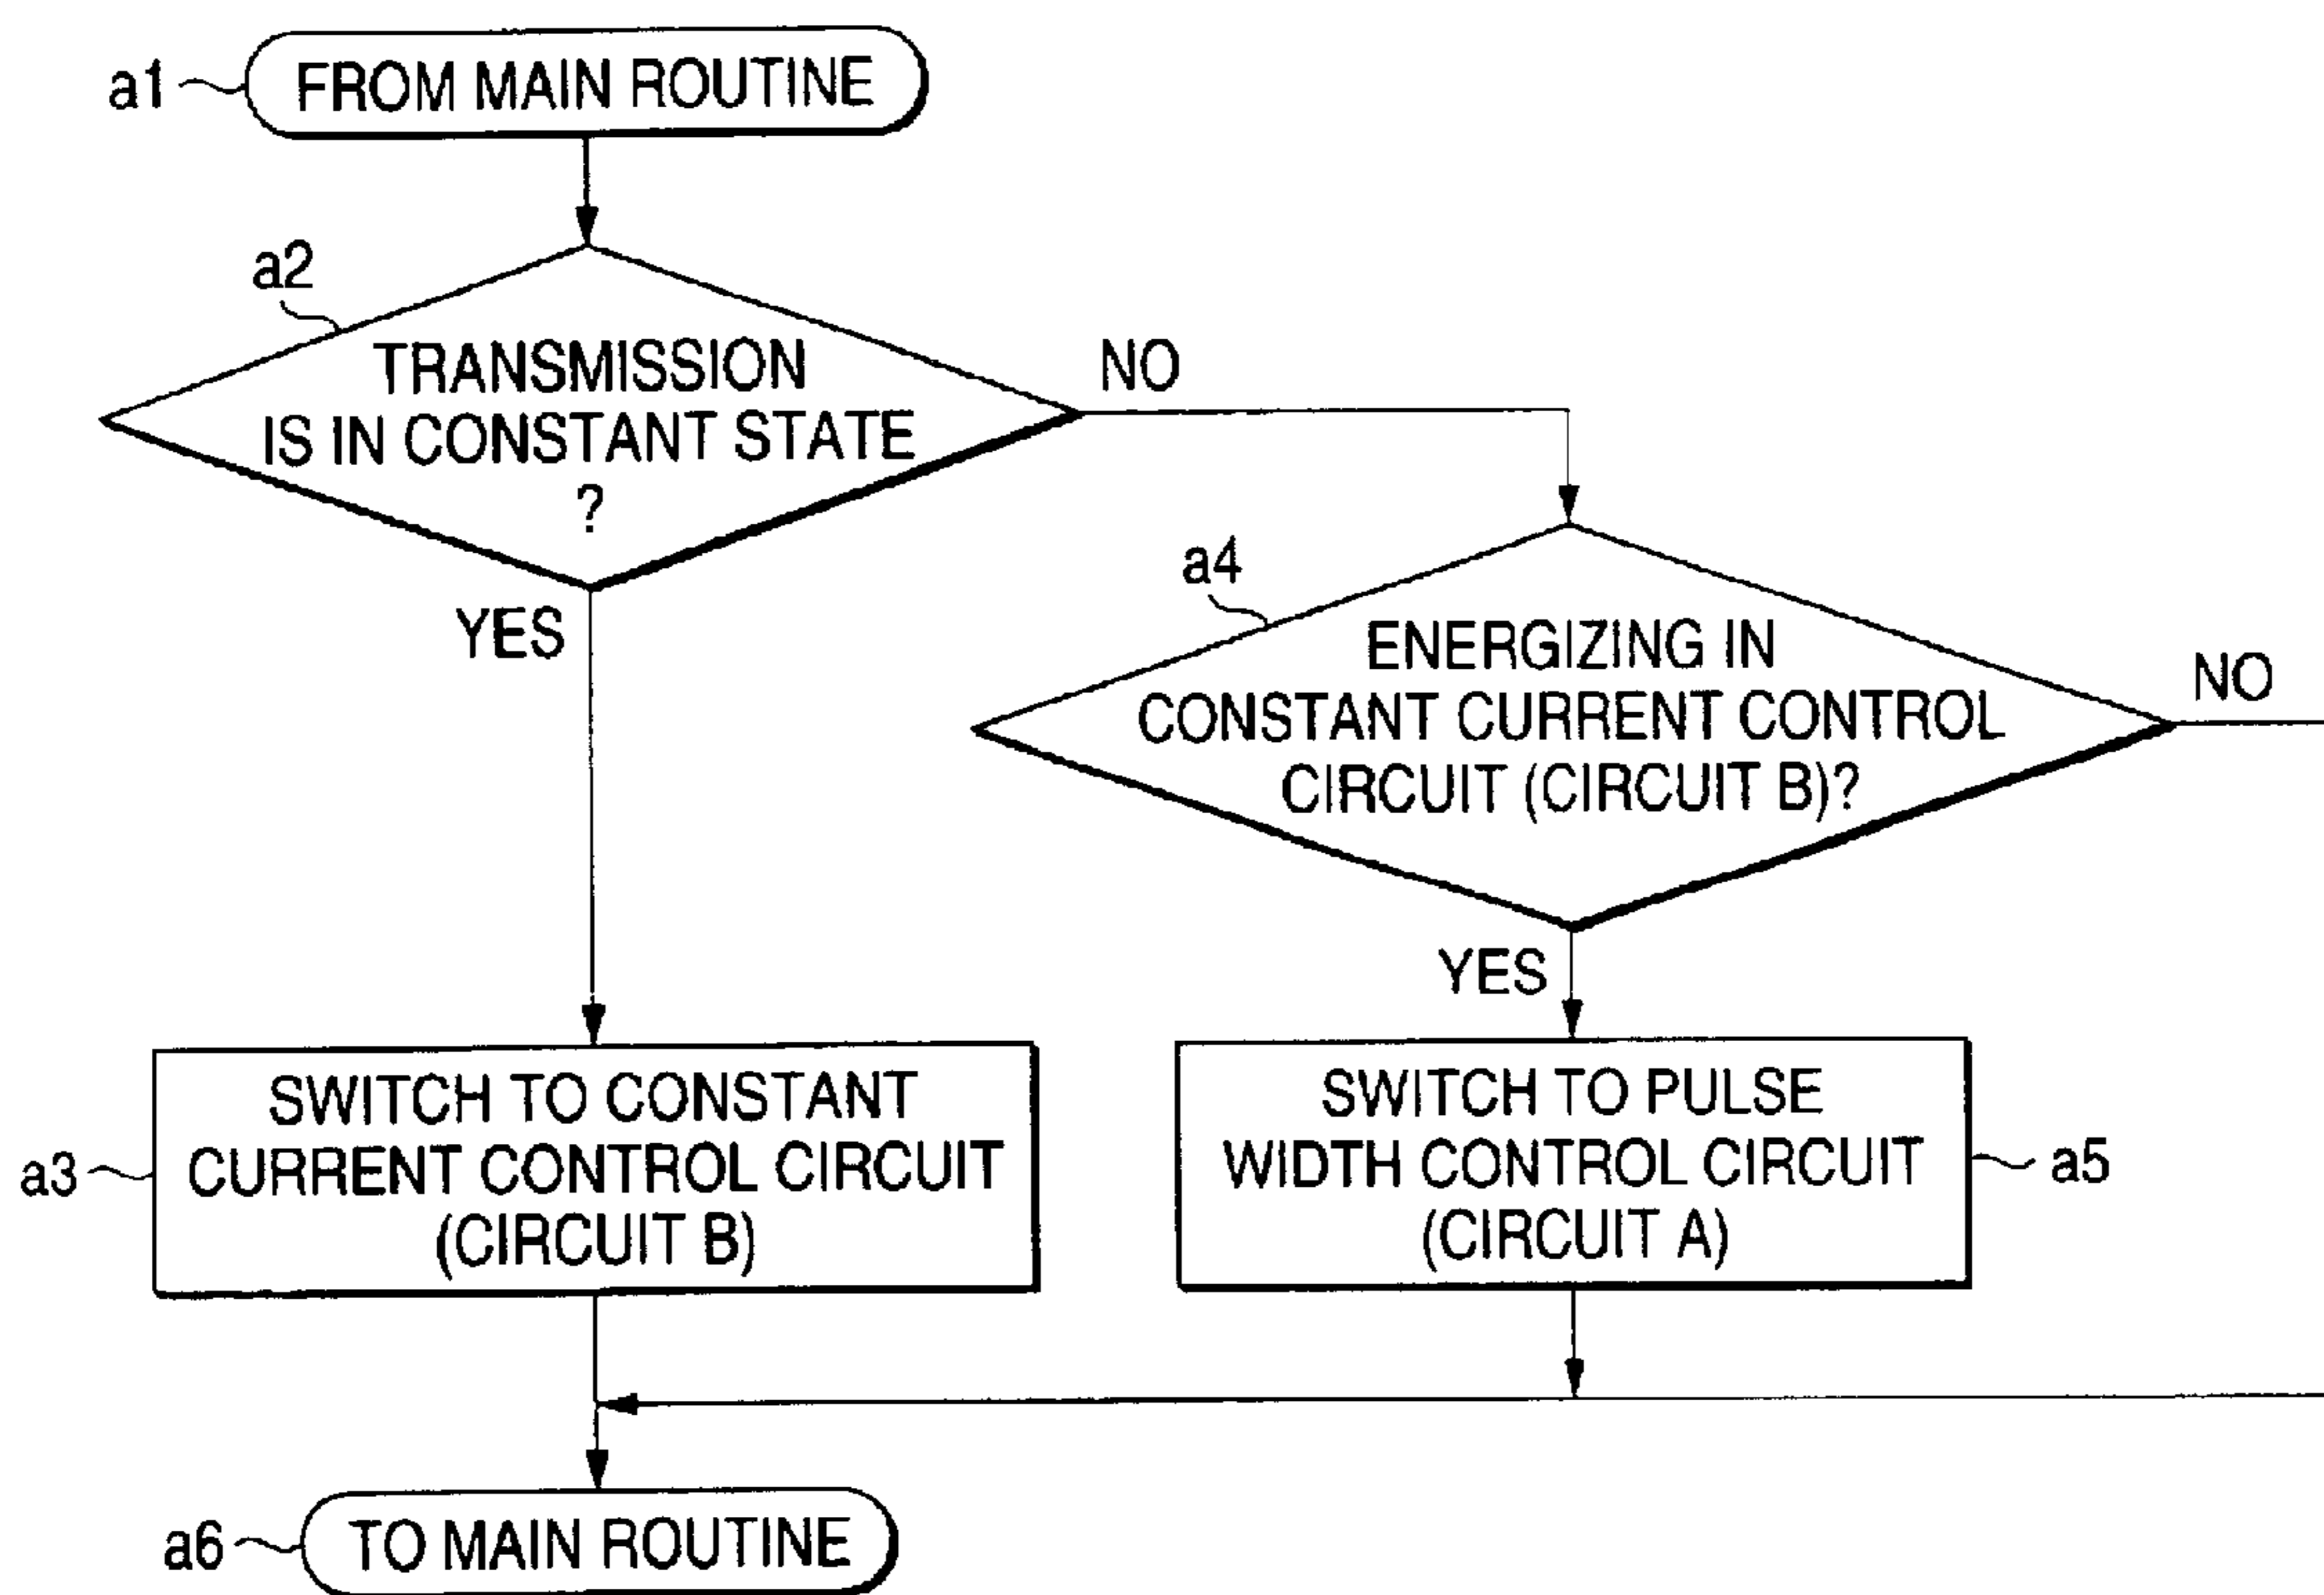 a1
FROM MAIN ROUTINE
a2
TRANSMISSION
IS IN CONSTANT STATE
?
NO
YES
a4
ENERGIZING IN
CONSTANT CURRENT CONTROL
CIRCUIT (CIRCUIT B)?
NO
YES
a3
SWITCH TO CONSTANT
CURRENT CONTROL CIRCUIT
(CIRCUIT B)
SWITCH TO PULSE
WIDTH CONTROL CIRCUIT
(CIRCUIT A)
a5
a6
TO MAIN ROUTINE